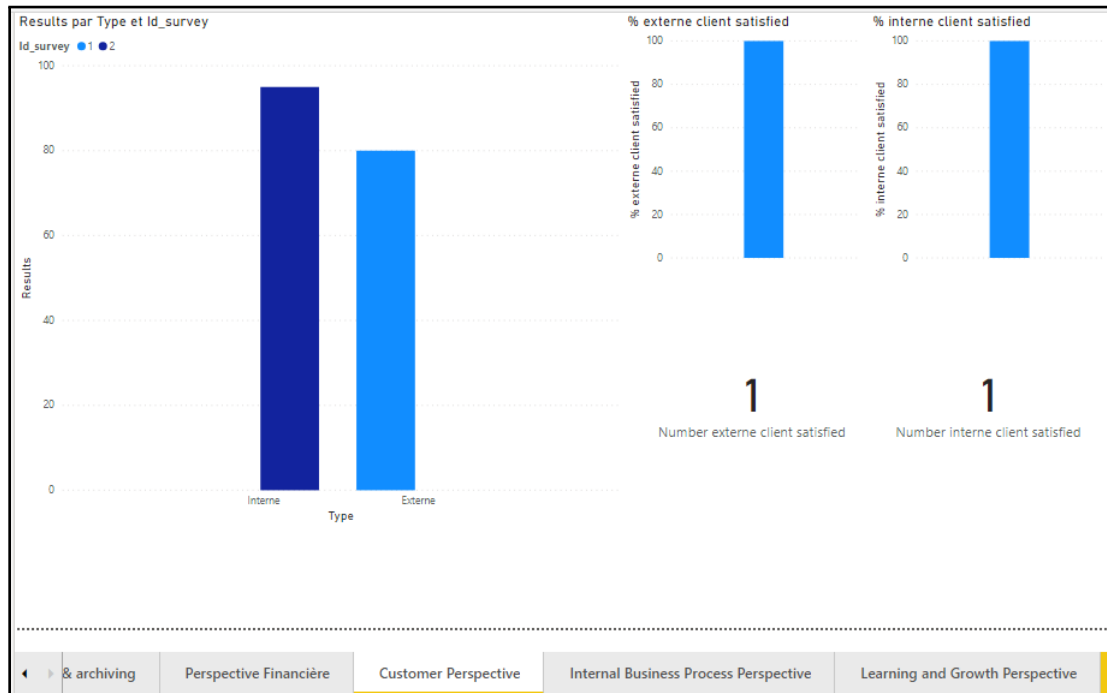 Results par Type et Id_survey
Id_survey 1 2
100
80
60
40
20
0
Results
Interne Externe
Type
% externe client satisfied
100
80
60
40
20
0
% externe client satisfied
% interne client satisfied
100
80
60
40
20
0
% interne client satisfied
1
Number externe client satisfied
1
Number interne client satisfied
& archiving Perspective Financière Customer Perspective Internal Business Process Perspective Learning and Growth Perspective